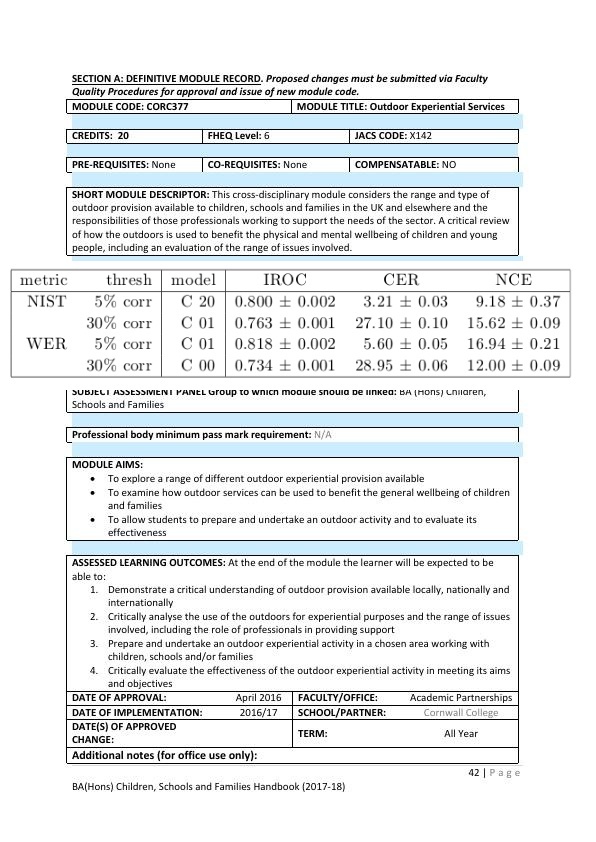 SECTION A: DEFINITIVE MODULE RECORD. Proposed changes must be submitted via Faculty
Quality Procedures for approval and issue of new module code.
MODULE CODE: CORC377 MODULE TITLE: Outdoor Experiential Services
CREDITS: 20 FHEQ Level: 6 JACS CODE: X142
PRE-REQUISITES: None CO-REQUISITES: None COMPENSATABLE: NO
SHORT MODULE DESCRIPTOR: This cross-disciplinary module considers the range and type of
outdoor provision available to children, schools and families in the UK and elsewhere and the
responsibilities of those professionals working to support the needs of the sector. A critical review
of how the outdoors is used to benefit the physical and mental wellbeing of children and young
people, including an evaluation of the range of issues involved.
metric thresh model IROC CER NCE
NIST 5% corr C 20 0.800 ± 0.002 3.21 ± 0.03 9.18 ± 0.37
30% corr C 01 0.763 ± 0.001 27.10 ± 0.10 15.62 ± 0.09
WER 5% corr C 01 0.818 ± 0.002 5.60 ± 0.05 16.94 ± 0.21
30% corr C 00 0.734 ± 0.001 28.95 ± 0.06 12.00 ± 0.09
SUBJECT ASSESSMENT PANEL Group to which module should be linked: BA (Hons) Children,
Schools and Families
Professional body minimum pass mark requirement: N/A
MODULE AIMS:
• To explore a range of different outdoor experiential provision available
• To examine how outdoor services can be used to benefit the general wellbeing of children
and families
• To allow students to prepare and undertake an outdoor activity and to evaluate its
effectiveness
ASSESSED LEARNING OUTCOMES: At the end of the module the learner will be expected to be
able to:
1. Demonstrate a critical understanding of outdoor provision available locally, nationally and
internationally
2. Critically analyse the use of the outdoors for experiential purposes and the range of issues
involved, including the role of professionals in providing support
3. Prepare and undertake an outdoor experiential activity in a chosen area working with
children, schools and/or families
4. Critically evaluate the effectiveness of the outdoor experiential activity in meeting its aims
and objectives
DATE OF APPROVAL: April 2016 FACULTY/OFFICE: Academic Partnerships
DATE OF IMPLEMENTATION: 2016/17 SCHOOL/PARTNER: Cornwall College
DATE(S) OF APPROVED
CHANGE: TERM: All Year
Additional notes (for office use only):
42 | Page
BA(Hons) Children, Schools and Families Handbook (2017-18)